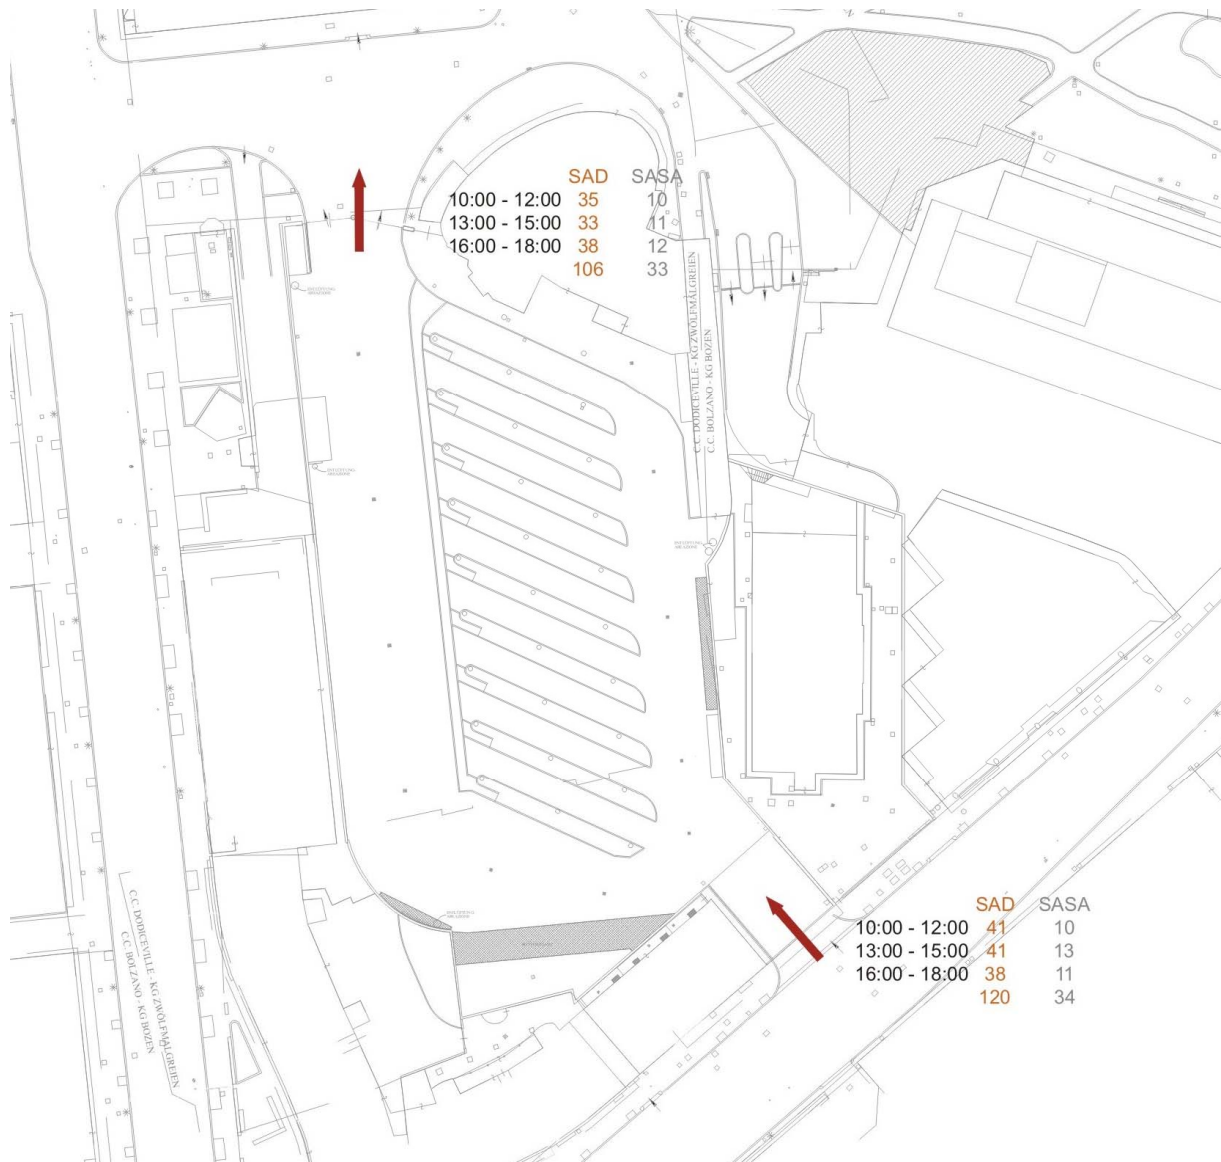 SAD SASA
10:00 - 12:00 35 10
13:00 - 15:00 33 11
16:00 - 18:00 38 12
106 33
C.C. DODICEVILLE - KG ZWÖLFMALGREIEN
C.C. BOLZANO - KG BOZEN
C.C. DODICEVILLE - KG ZWÖLFMALGREIEN
C.C. BOLZANO - KG BOZEN
SAD SASA
10:00 - 12:00 41 10
13:00 - 15:00 41 13
16:00 - 18:00 38 11
120 34